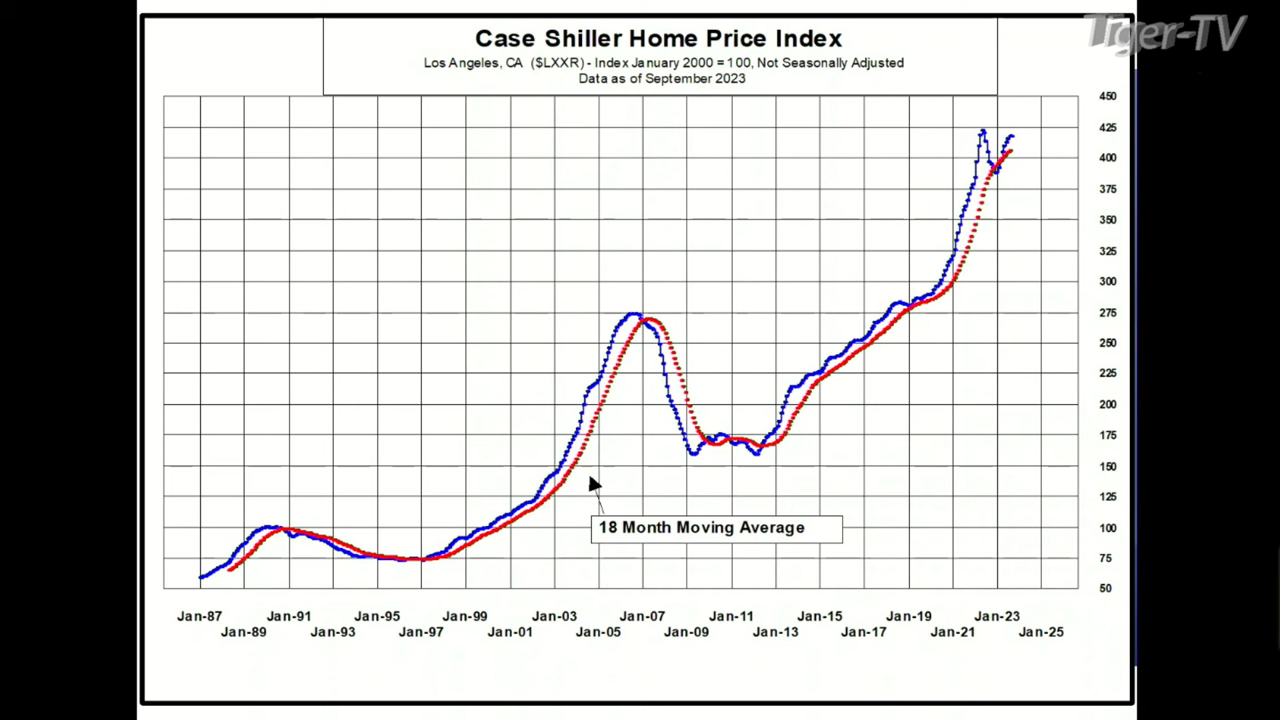 Tiger-TV
Case Shiller Home Price Index
Los Angeles, CA ($LXXR) - Index January 2000 = 100, Not Seasonally Adjusted
Data as of September 2023
450
425
400
375
350
325
300
275
250
225
200
175
150
125
100
75
50
18 Month Moving Average
Jan-87 Jan-91 Jan-95 Jan-99 Jan-03 Jan-07 Jan-11 Jan-15 Jan-19 Jan-23
Jan-89 Jan-93 Jan-97 Jan-01 Jan-05 Jan-09 Jan-13 Jan-17 Jan-21 Jan-25